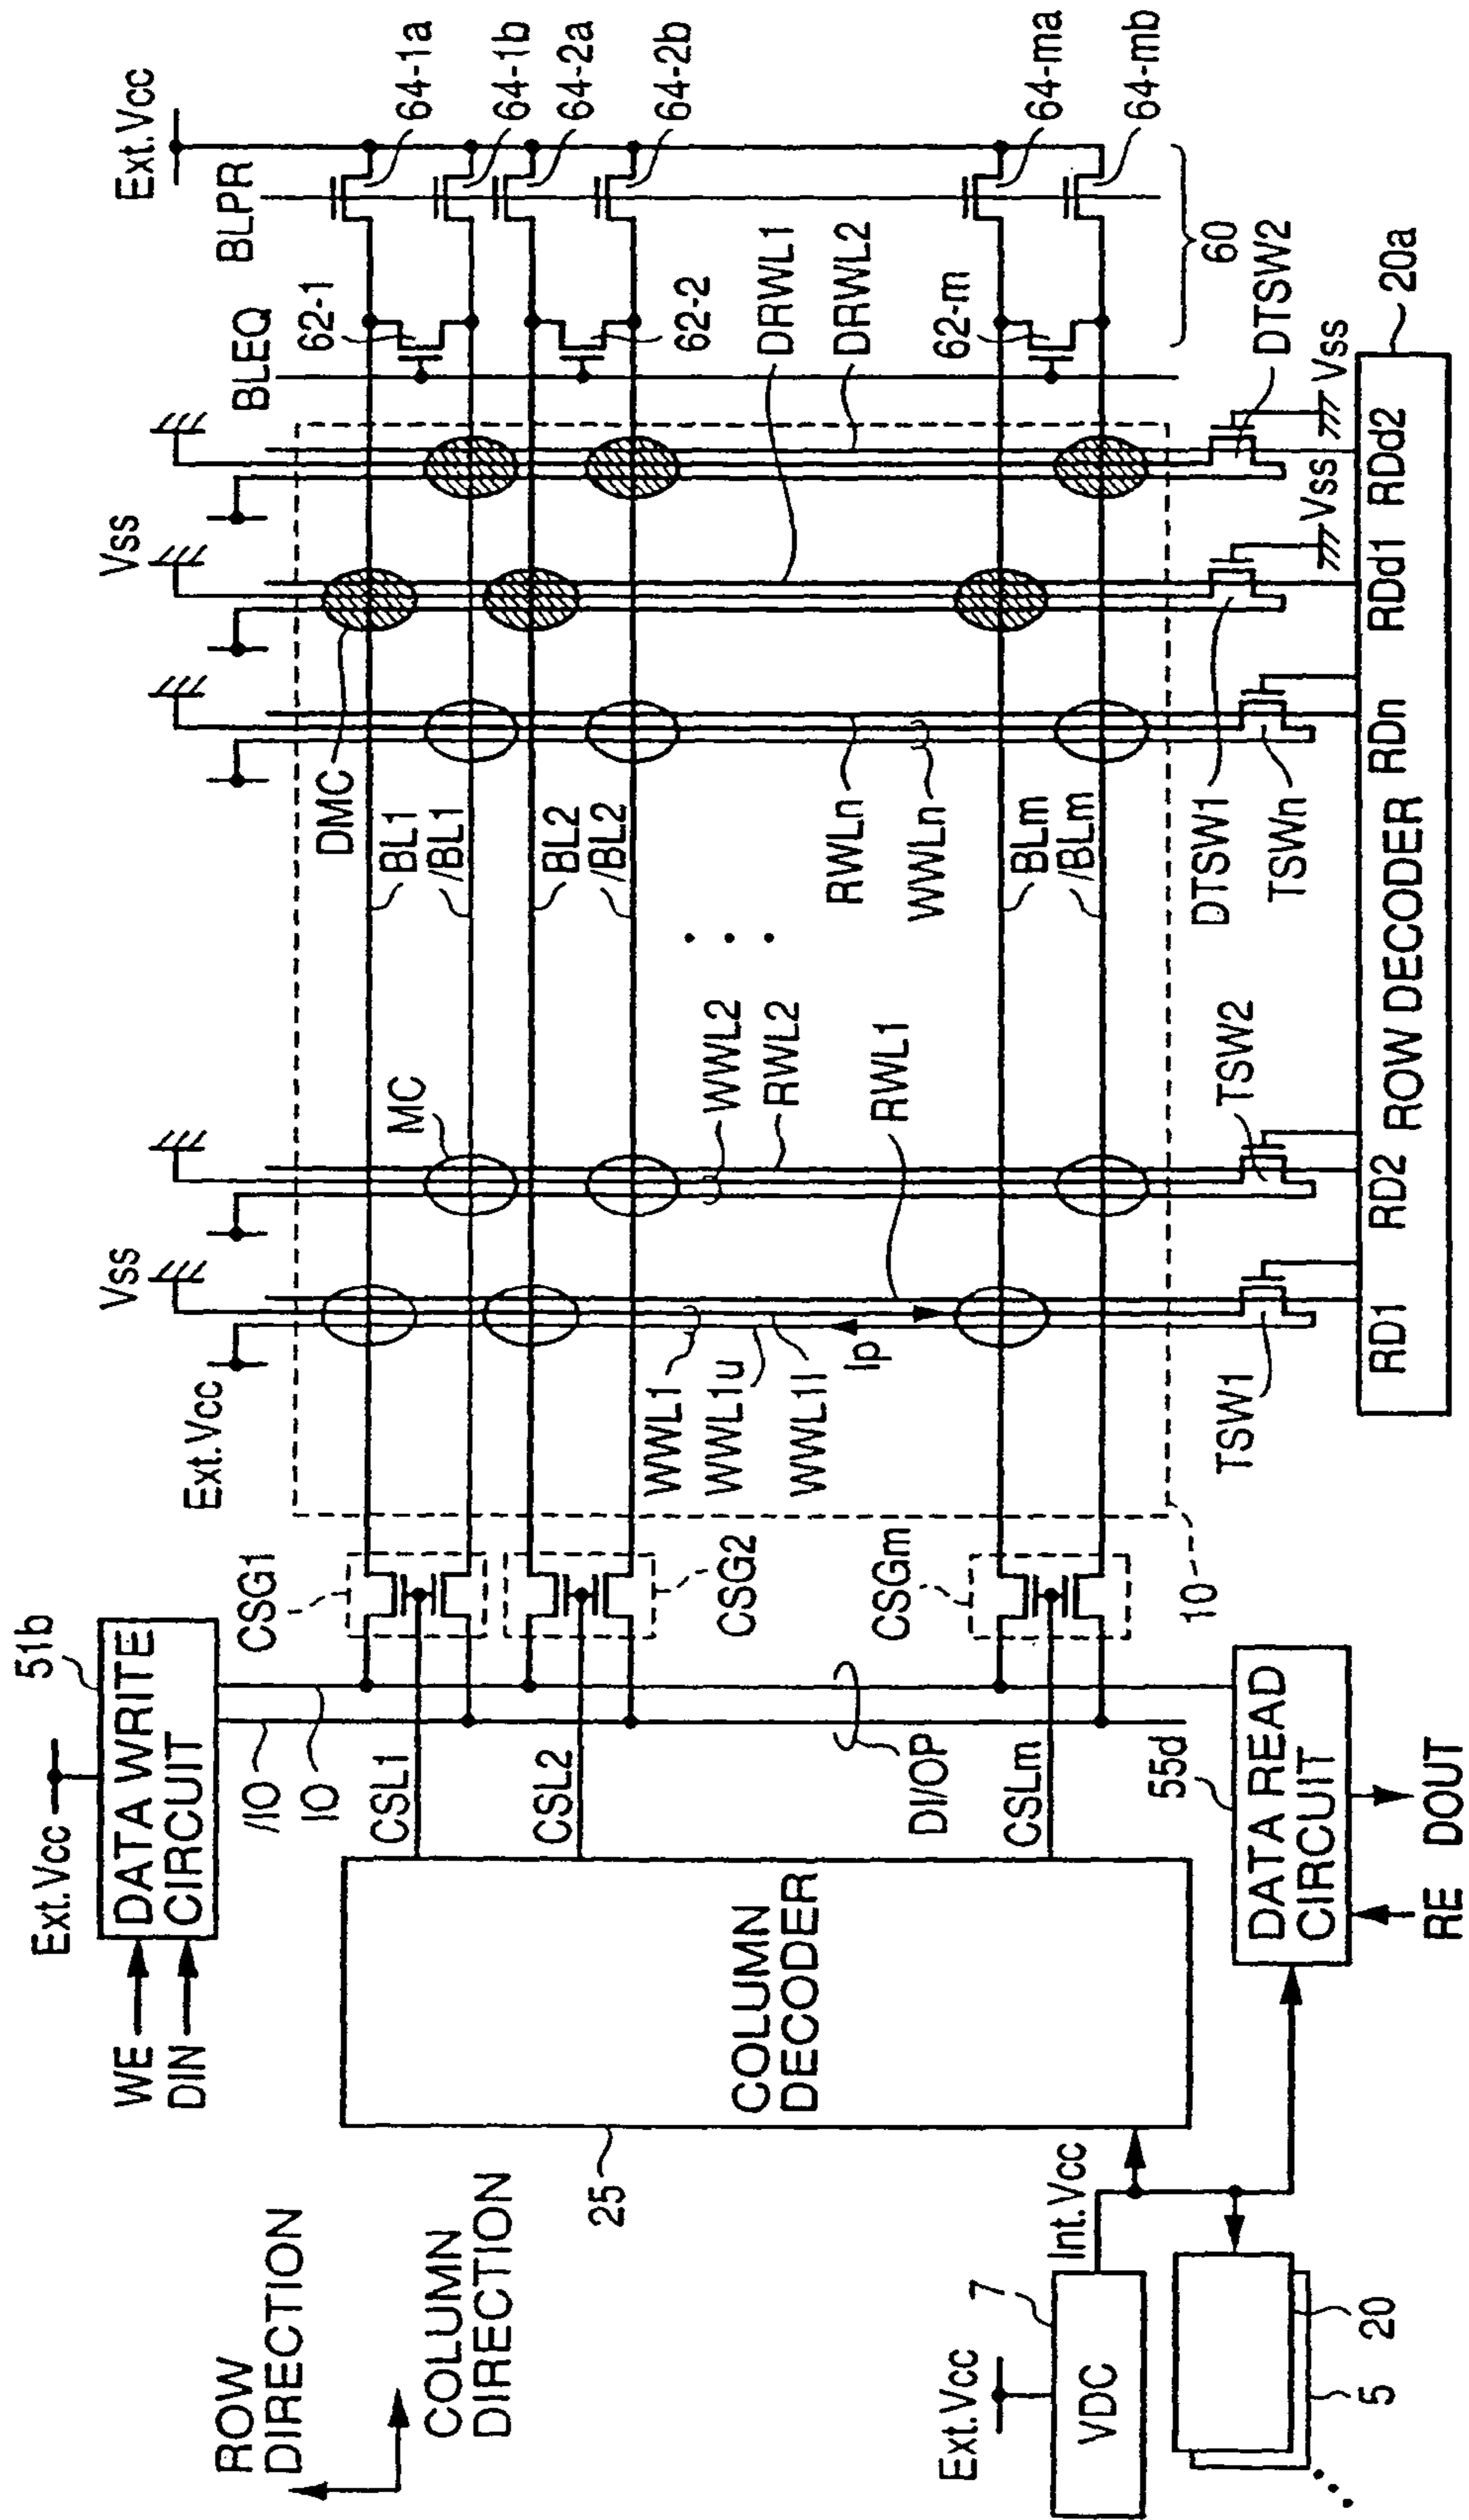 ROW
DIRECTION
COLUMN
DIRECTION
WE
DIN
Ext.Vcc
51b
DATA WRITE
CIRCUIT
/IO
IO
25
COLUMN
DECODER
CSL1
CSL2
CSLm
DI/OP
CSG1
CSG2
CSGm
10
Ext.Vcc
7
VDC
Int.Vcc
5
20
55d
DATA READ
CIRCUIT
RE
DOUT
Ext.Vcc
Vss
WWL1
WWL1u
WWL1l
Ip
MC
WWL2
RWL2
RWL1
TSW1
TSW2
DMC
BL1
/BL1
BL2
/BL2
BLm
/BLm
RWLn
WWLn
DTSW1
TSWn
Vss
BLEQ
BLPR
Ext.Vcc
62-1
62-2
62-m
64-1a
64-1b
64-2a
64-2b
64-ma
64-mb
DRWL1
DRWL2
60
DTSW2
Vss
Vss
20a
RD1
RD2
ROW DECODER
RDn
RDd1
RDd2